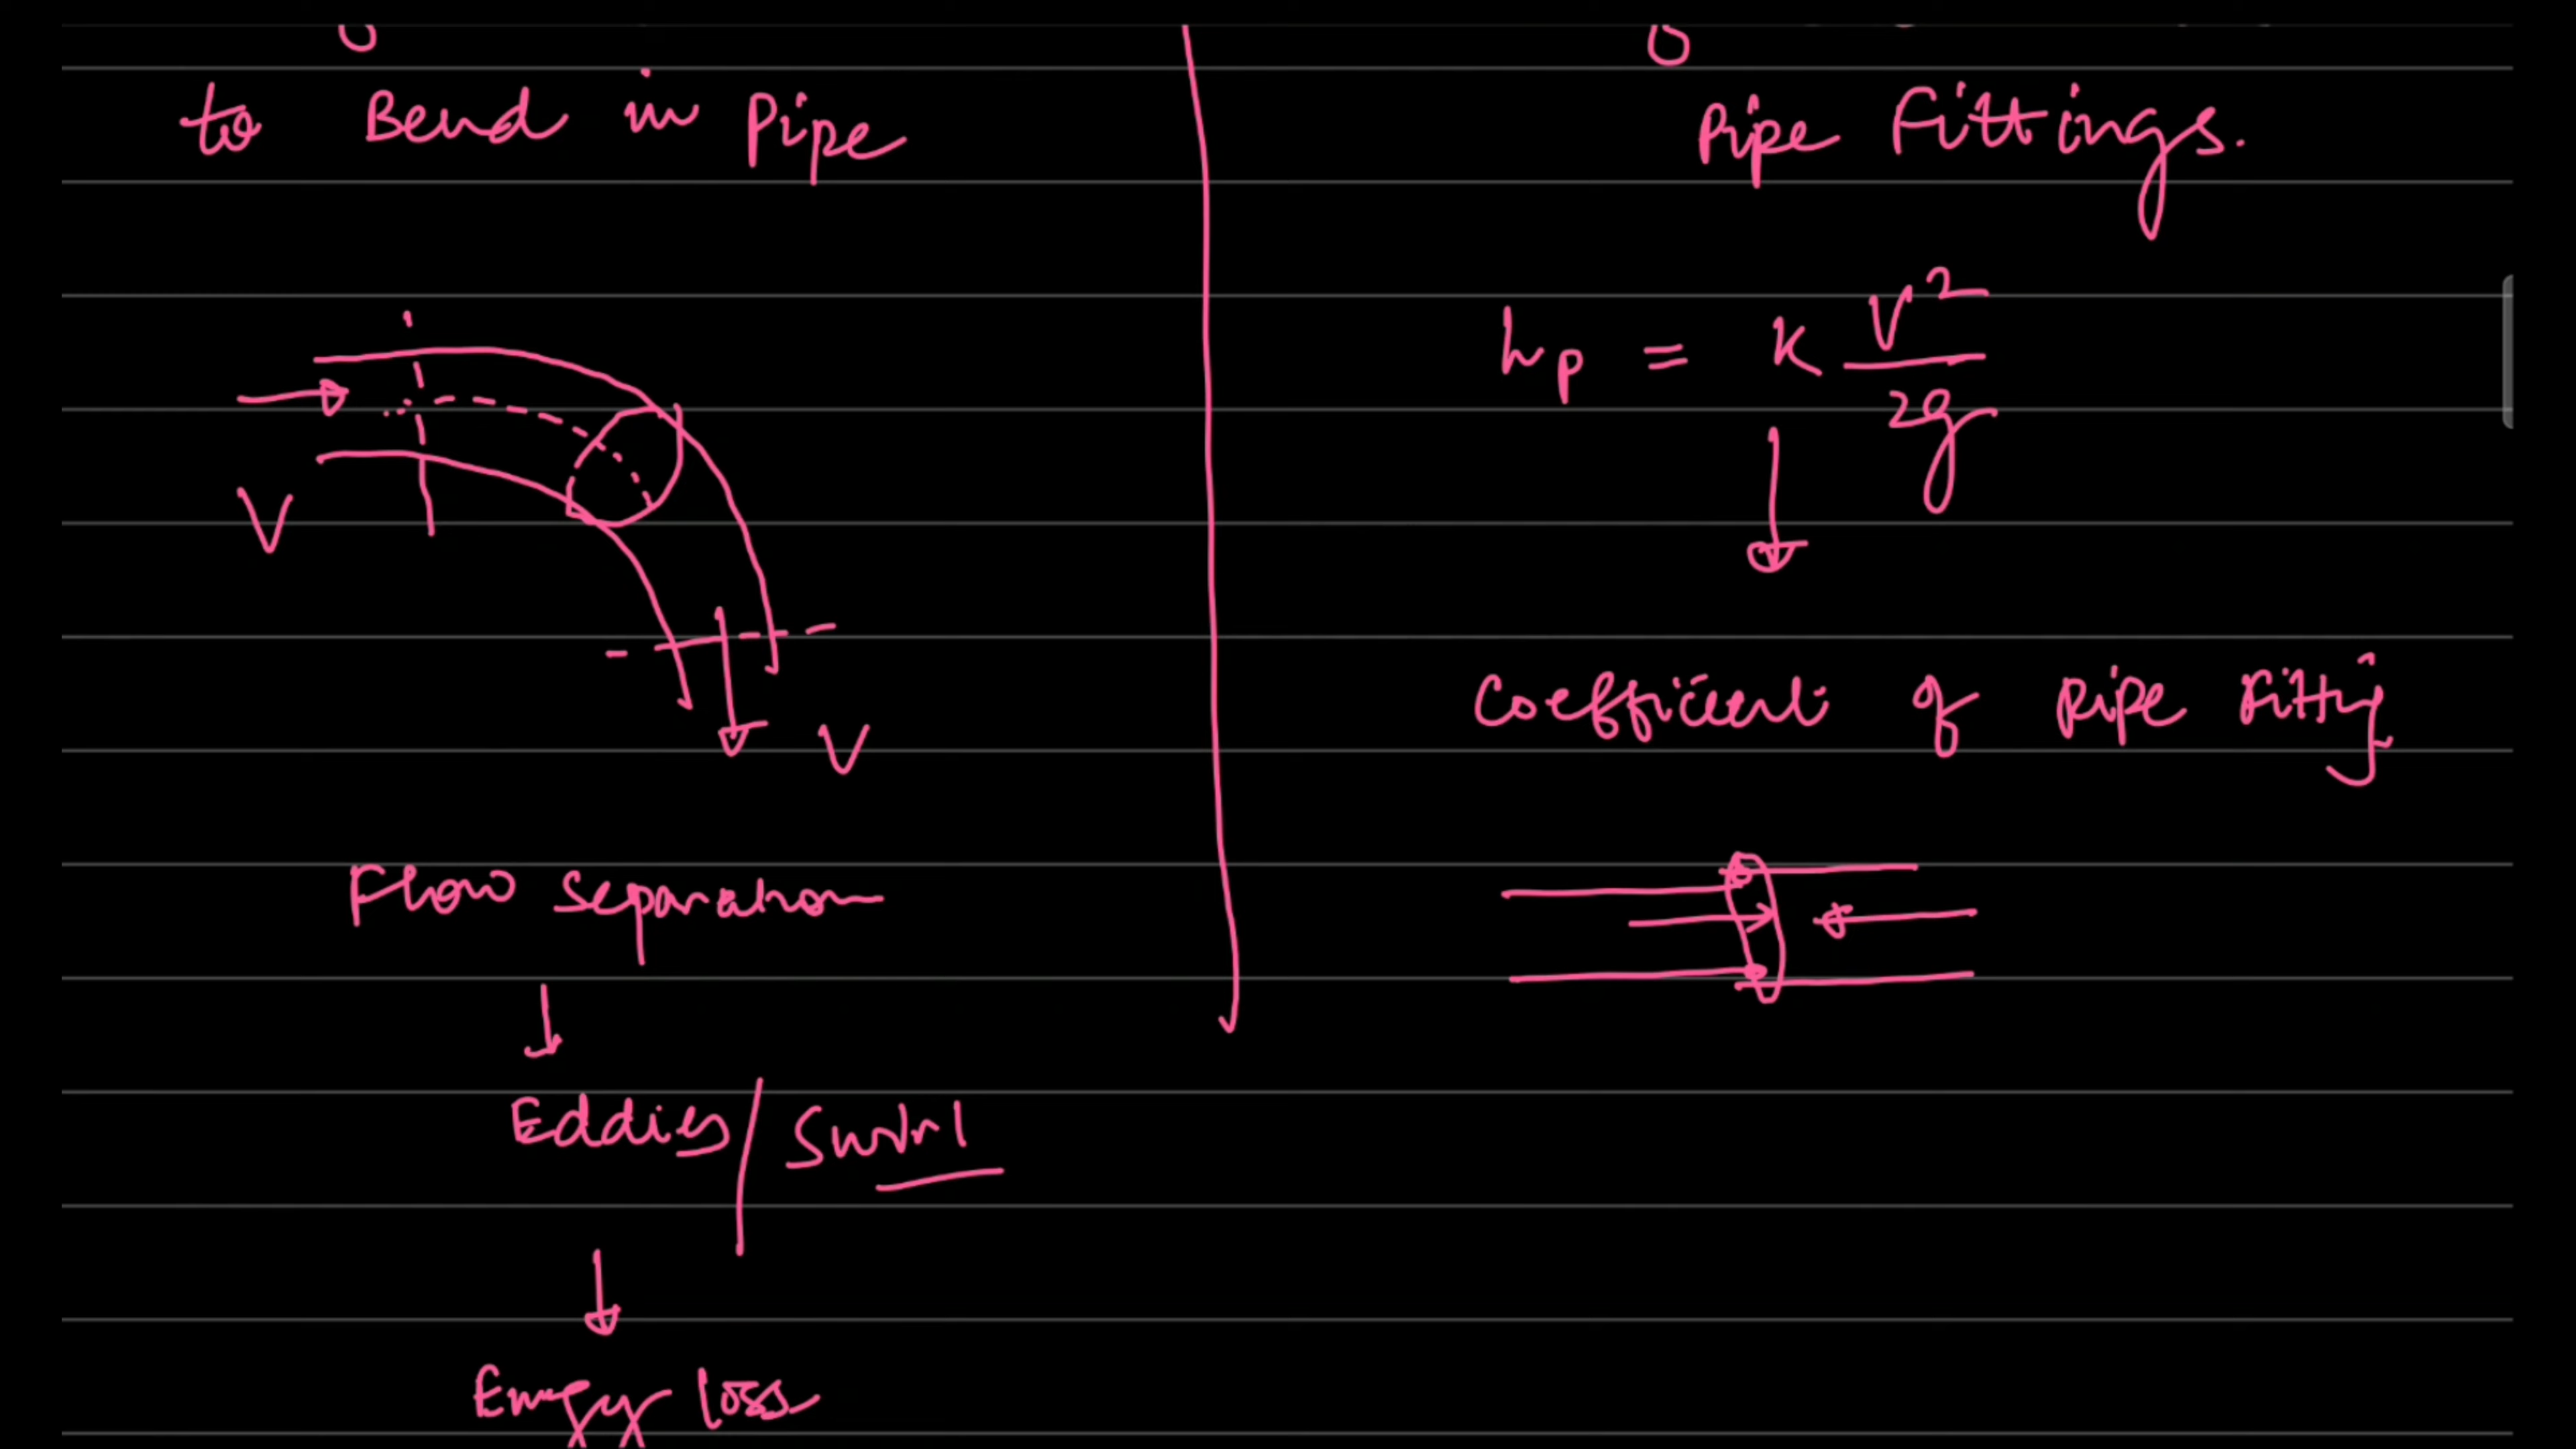 to Bend in Pipe
V
V
Flow Separation
Eddies / Swirl
Energy loss
Pipe Fittings.
hp = k V²/2g
Coefficient of Pipe Fitting